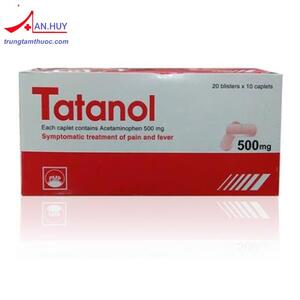 AN.HUY
trungtamthuoc.com
20 blisters x 10 caplets
Tatanol
Each caplet contains Acetaminophen 500 mg
Symptomatic treatment of pain and fever
500mg